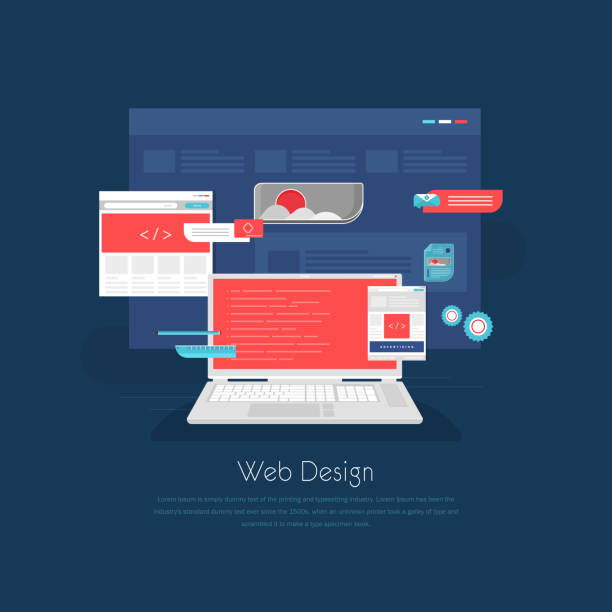 </>
</>
ADVERTISING
Web Design
Lorem Ipsum is simply dummy text of the printing and typesetting industry. Lorem Ipsum has been the
industry's standard dummy text ever since the 1500s, when an unknown printer took a galley of type and
scrambled it to make a type specimen book.